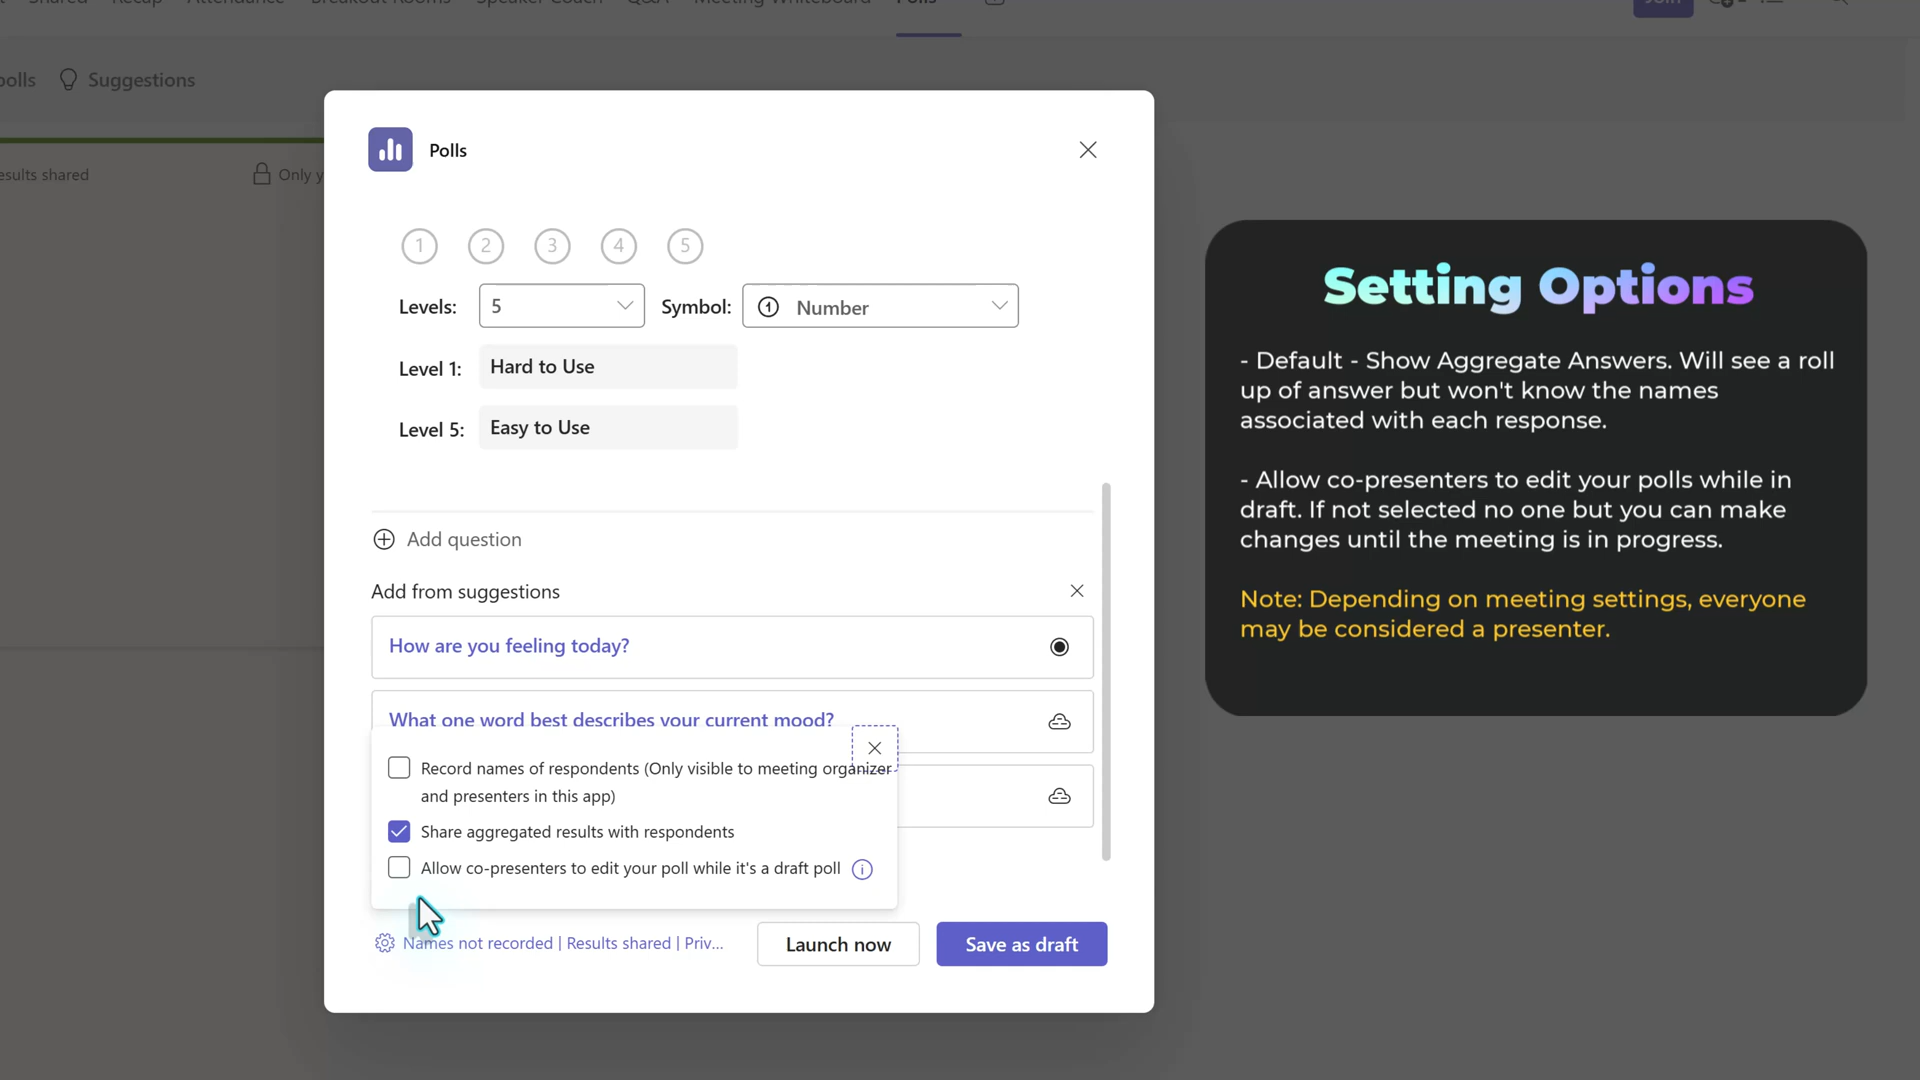 Polls
polls
Suggestions
Only y
Polls
1 2 3 4 5
Levels: 5 Symbol: 1 Number
Level 1: Hard to Use
Level 5: Easy to Use
Add question
Add from suggestions
How are you feeling today?
What one word best describes your current mood?
Record names of respondents (Only visible to meeting organizer
and presenters in this app)
Share aggregated results with respondents
Allow co-presenters to edit your poll while it's a draft poll
Names not recorded | Results shared | Priv...
Launch now
Save as draft
Setting Options
- Default - Show Aggregate Answers. Will see a roll
up of answer but won't know the names
associated with each response.
- Allow co-presenters to edit your polls while in
draft. If not selected no one but you can make
changes until the meeting is in progress.
Note: Depending on meeting settings, everyone
may be considered a presenter.